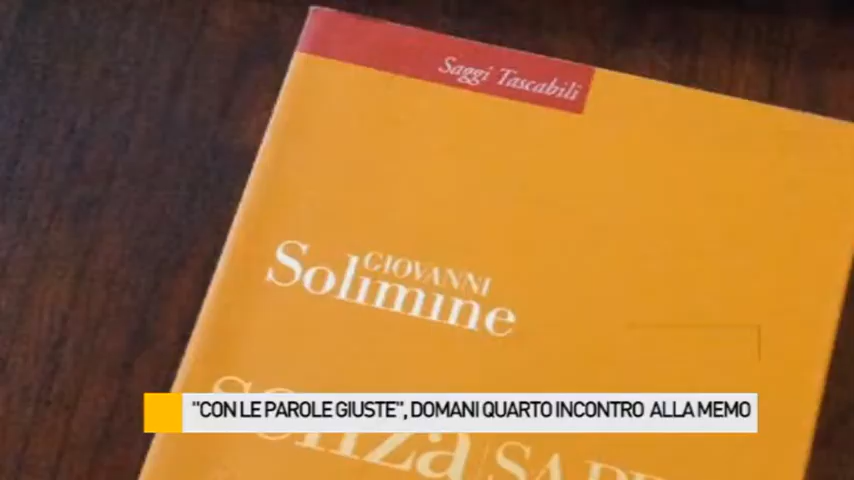 Saggi Tascabili
GIOVANNI
Solimine
"CON LE PAROLE GIUSTE", DOMANI QUARTO INCONTRO ALLA MEMO